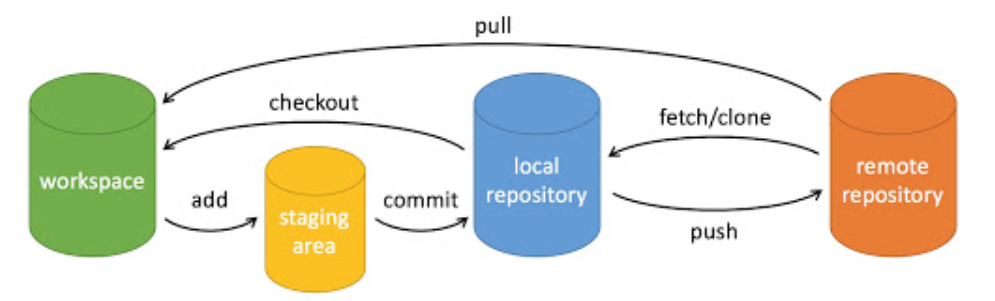 pull
checkout
fetch/clone
workspace
add
staging
area
commit
local
repository
push
remote
repository